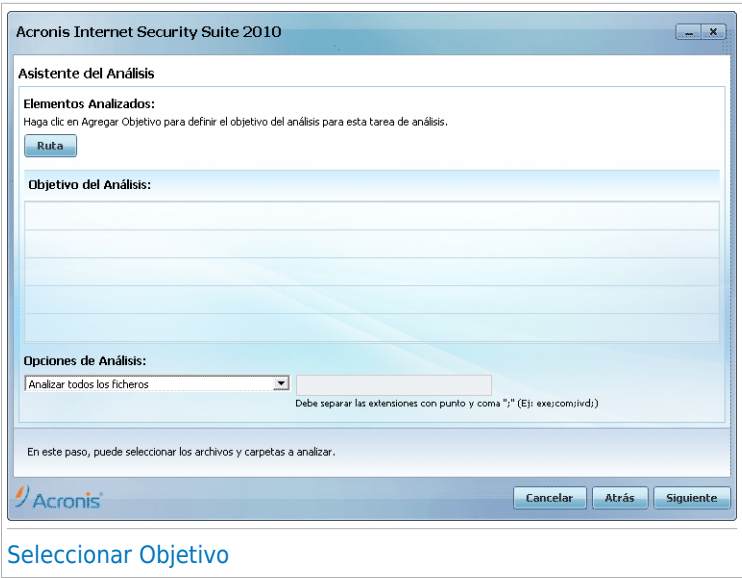 Acronis Internet Security Suite 2010
Asistente del Análisis
Elementos Analizados:
Haga clic en Agregar Objetivo para definir el objetivo del análisis para esta tarea de análisis.
Ruta
Objetivo del Análisis:
Opciones de Análisis:
Analizar todos los ficheros
Debe separar las extensiones con punto y coma ";" (Ej: exe;com;ivd;)
En este paso, puede seleccionar los archivos y carpetas a analizar.
Acronis
Cancelar
Atrás
Siguiente
Seleccionar Objetivo